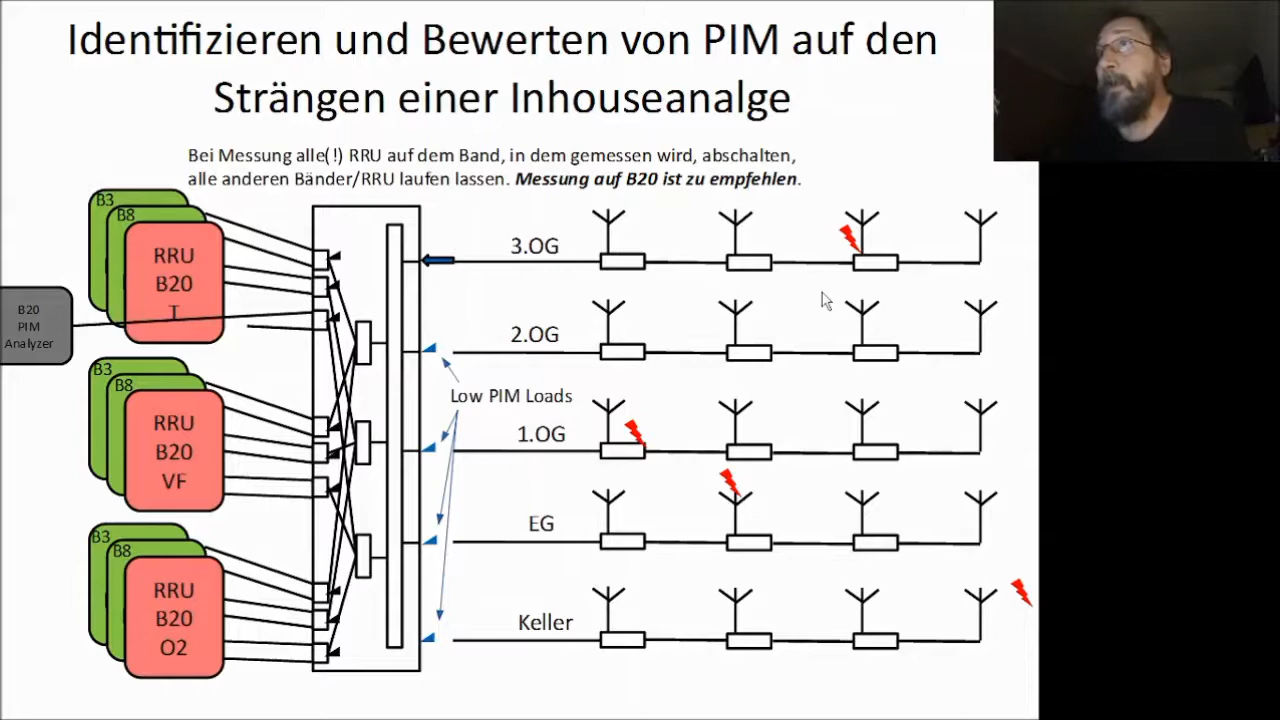 Identifizieren und Bewerten von PIM auf den
Strängen einer Inhouseanalge
Bei Messung alle(!) RRU auf dem Band, in dem gemessen wird, abschalten,
alle anderen Bänder/RRU laufen lassen. Messung auf B20 ist zu empfehlen.
B3
B8
RRU
B20
T
B20
PIM
Analyzer
B3
B8
RRU
B20
VF
B3
B8
RRU
B20
O2
3.OG
2.OG
Low PIM Loads
1.OG
EG
Keller